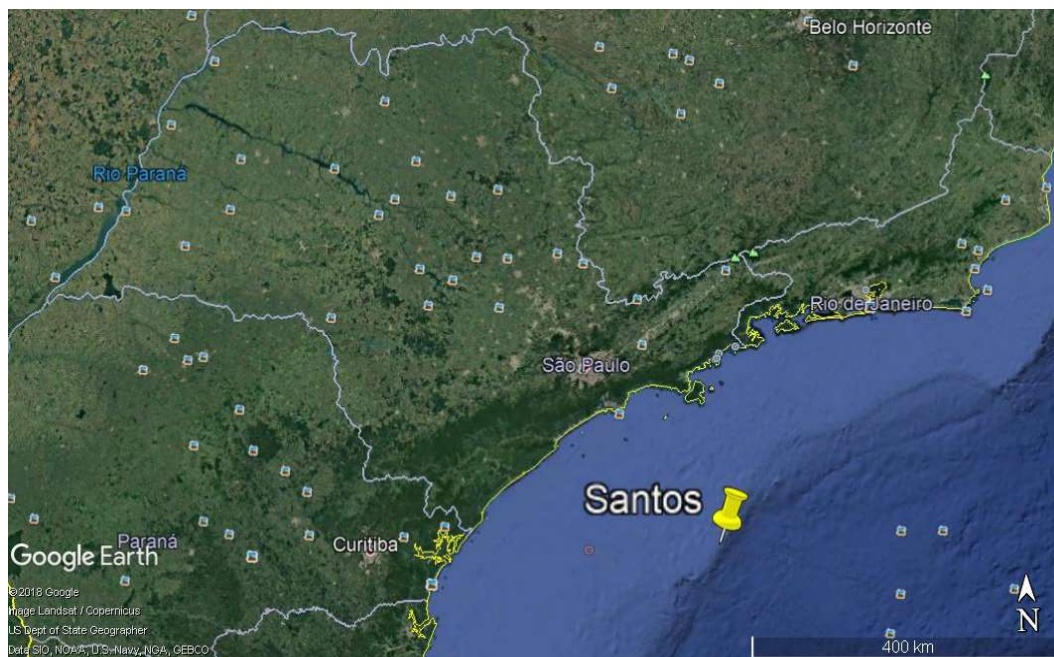 Belo Horizonte
Rio Paraná
Rio de Janeiro
São Paulo
Santos
Paraná
Curitiba
Google Earth
©2018 Google
Image Landsat / Copernicus
US Dept of State Geographer
Data SIO, NOAA, U.S. Navy, NGA, GEBCO
400 km
N